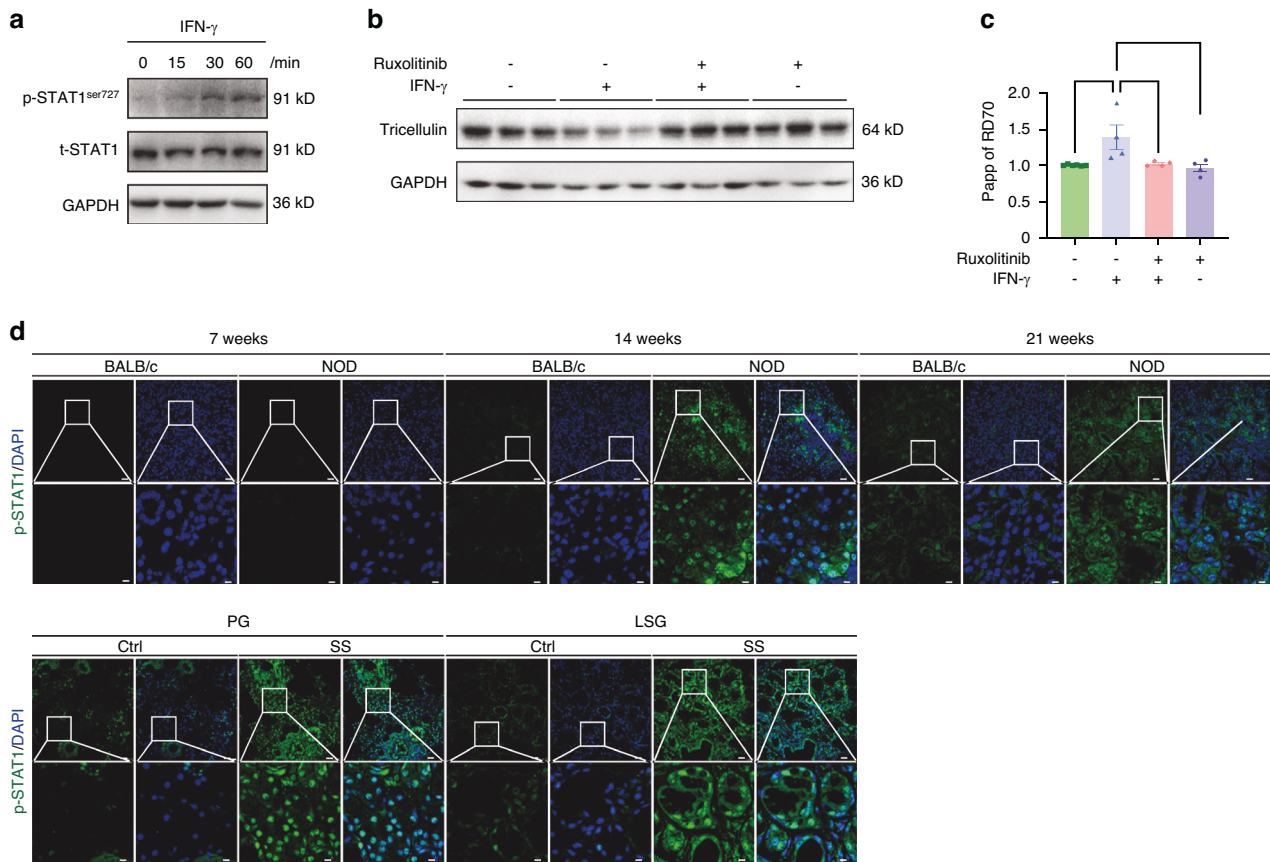 a
IFN-γ
0 15 30 60 /min
p-STAT1ser727 91 kD
t-STAT1 91 kD
GAPDH 36 kD
b
Ruxolitinib - - + +
IFN-γ - + + -
Tricellulin 64 kD
GAPDH 36 kD
c
Papp of RD70
2.0
1.5
1.0
0.5
0
Ruxolitinib - - + +
IFN-γ - + + -
d
7 weeks 14 weeks 21 weeks
BALB/c NOD BALB/c NOD BALB/c NOD
p-STAT1/DAPI
PG LSG
Ctrl SS Ctrl SS
p-STAT1/DAPI